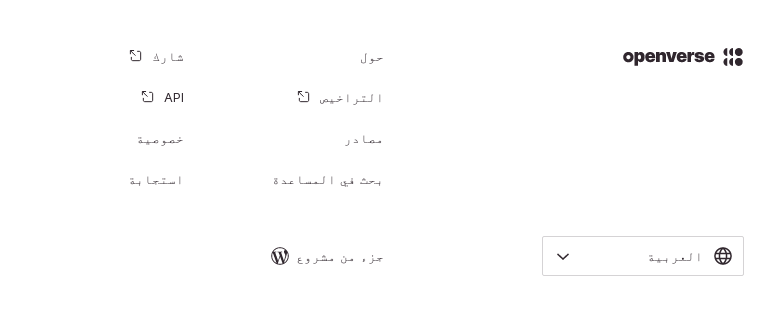 openverse
حول
التراخيص
مصادر
بحث في المساعدة
شارك
API
خصوصية
استجابة
العربية
جزء من مشروع